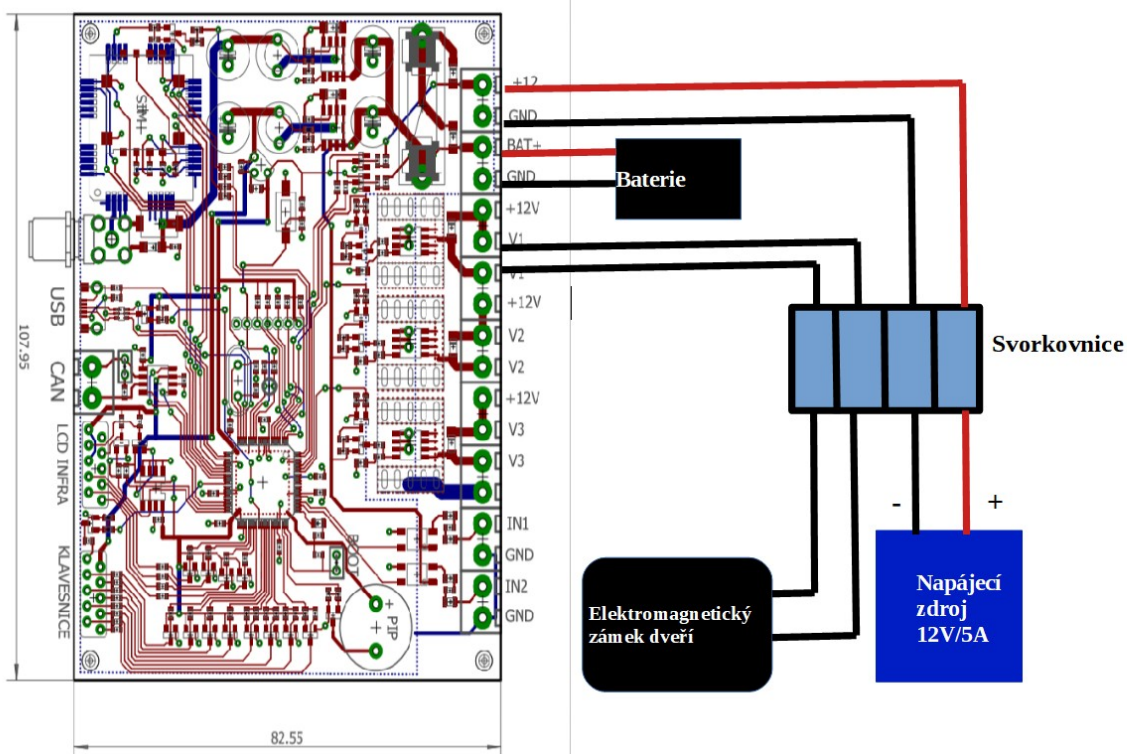 SIM+
+12
GND
BAT+
GND
+12V
V1
V1
+12V
V2
V2
+12V
V3
V3
IN1
GND
IN2
GND
USB
CAN
LCD INFRA
KLAVESNICE
BOOT
+ PIP
107.95
82.55
Baterie
Svorkovnice
- +
Elektromagnetický
zámek dveří
Napájecí
zdroj
12V/5A